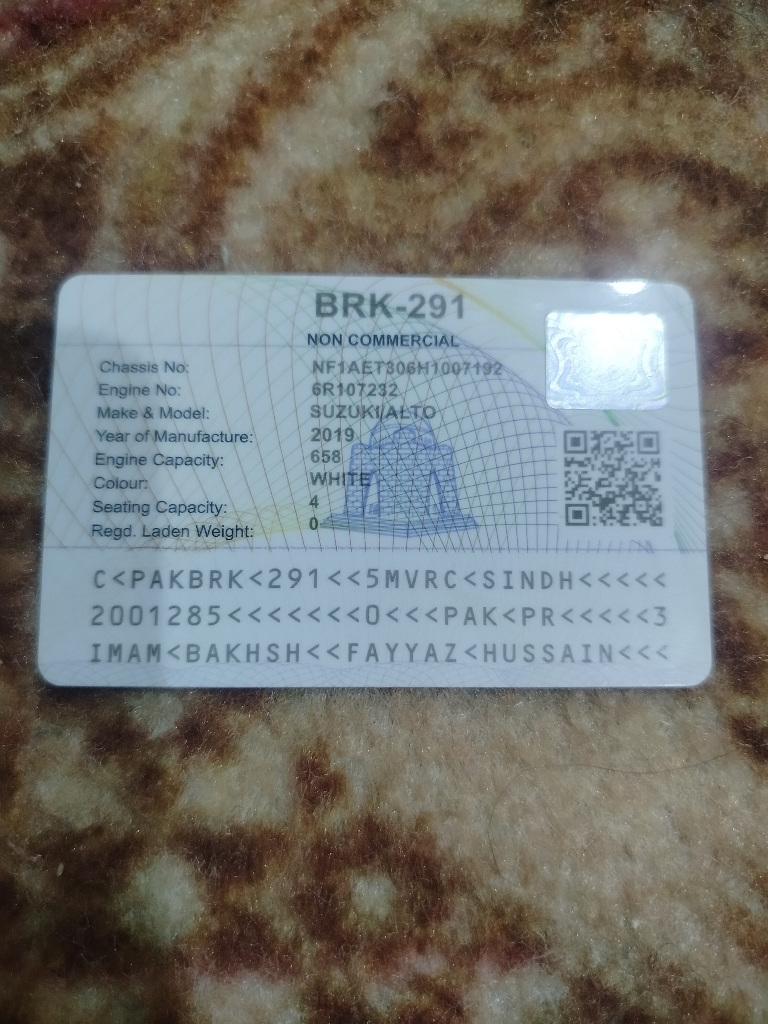 BRK-291
NON COMMERCIAL
Chassis No: NF1AET306H1007192
Engine No: 6R107232
Make & Model: SUZUKI/ALTO
Year of Manufacture: 2019
Engine Capacity: 658
Colour: WHITE
Seating Capacity: 4
Regd. Laden Weight: 0
C<PAKBRK<291<<5MVRC<SINDH<<<<<
2001285<<<<<<<0<<<PAK<PR<<<<<3
IMAM<BAKHSH<<FAYYAZ<HUSSAIN<<<